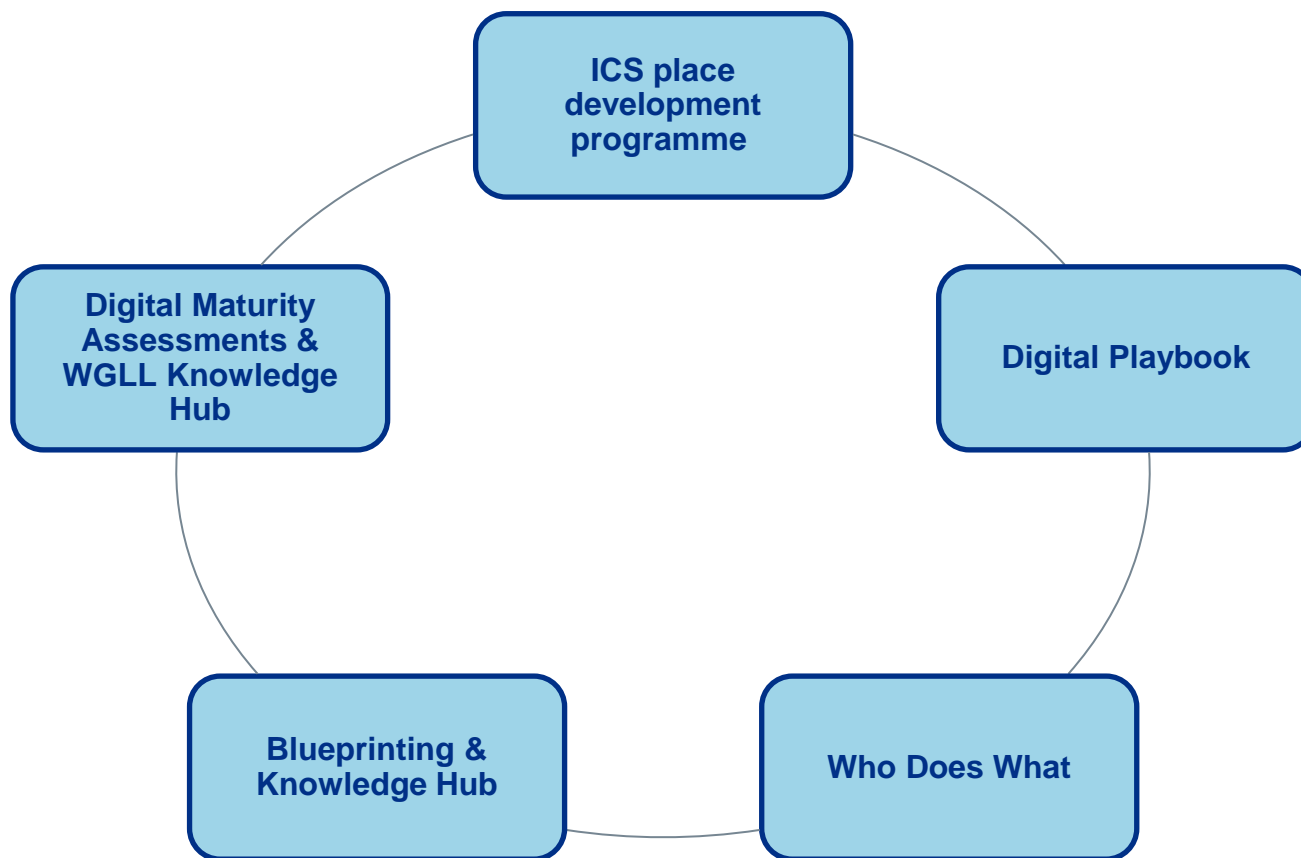 ICS place
development
programme
Digital Maturity
Assessments &
WGLL Knowledge
Hub
Digital Playbook
Blueprinting &
Knowledge Hub
Who Does What